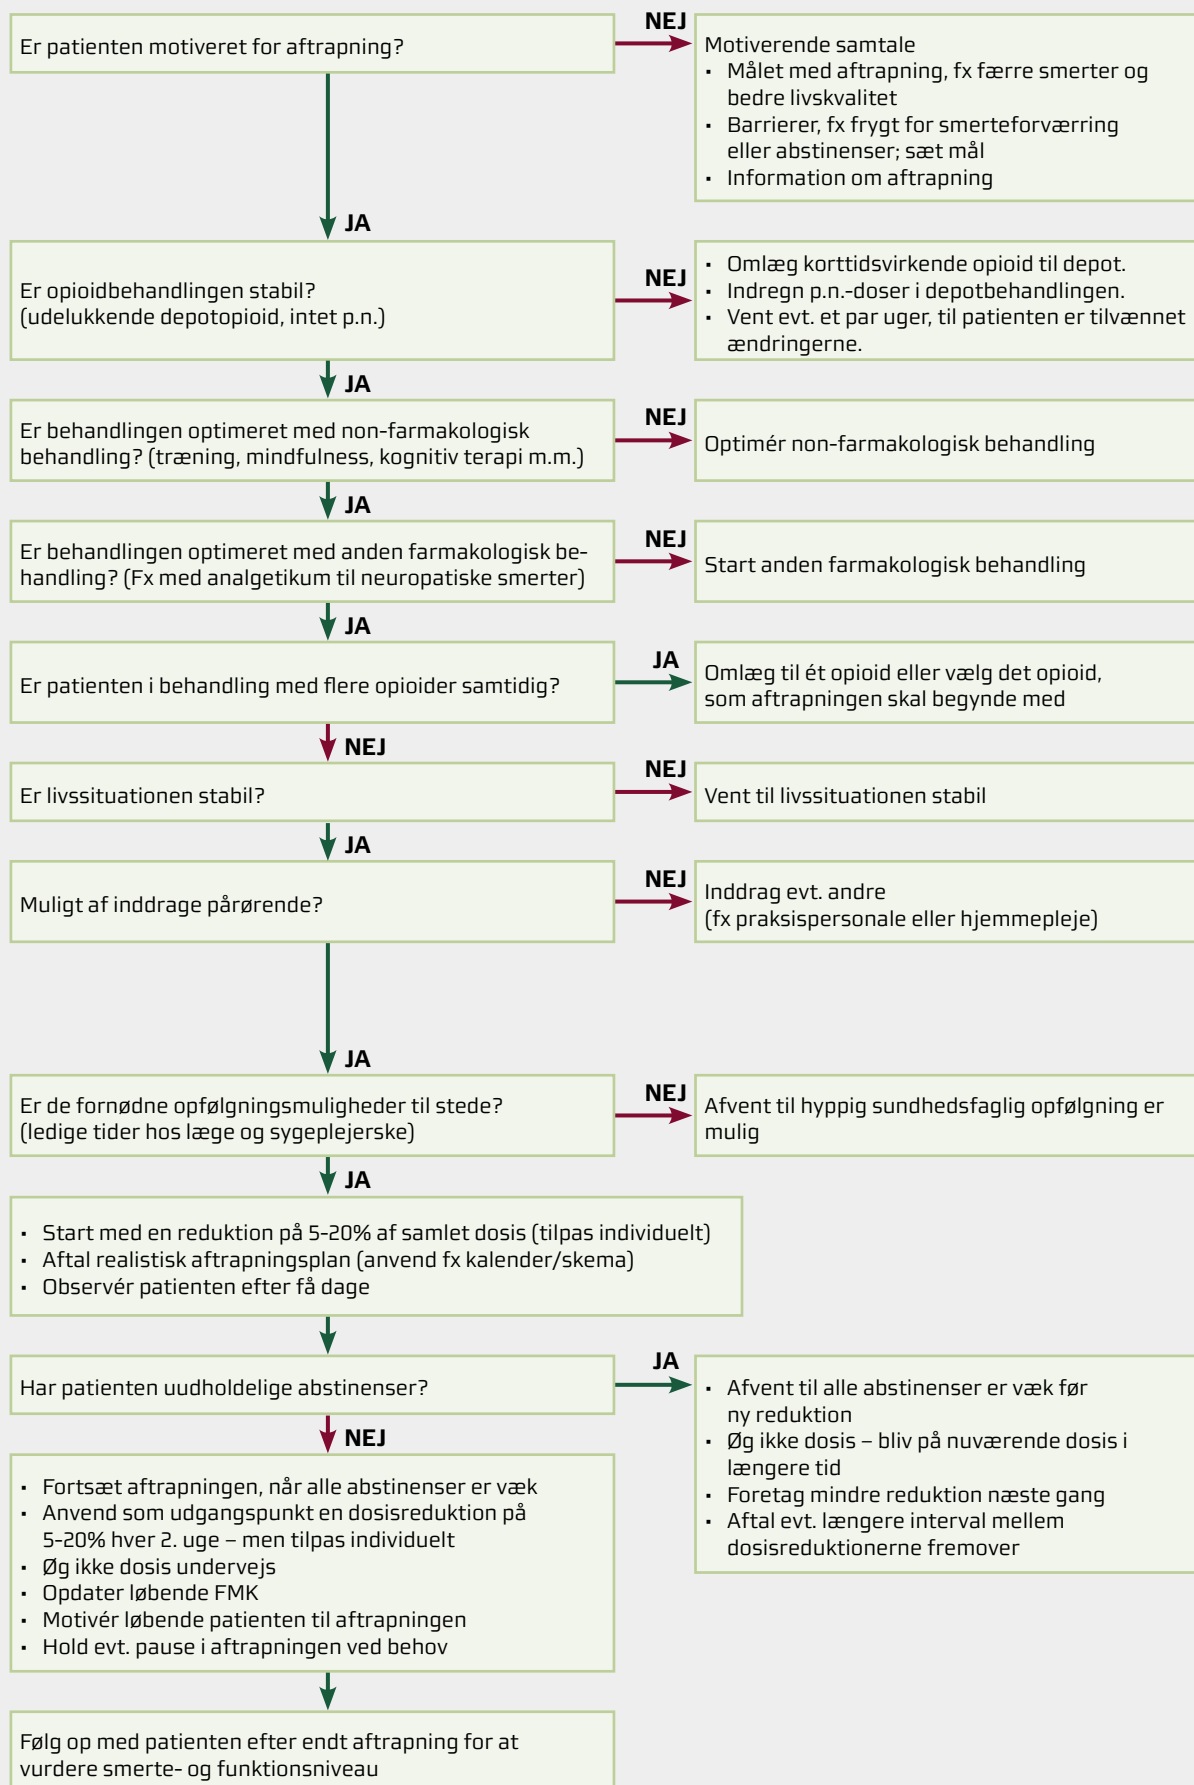 Er patienten motiveret for aftrapning?
NEJ
Motiverende samtale
• Målet med aftrapning, fx færre smerter og
bedre livskvalitet
• Barrierer, fx frygt for smerteforværring
eller abstinenser; sæt mål
• Information om aftrapning
JA
Er opioidbehandlingen stabil?
(udelukkende depotopioid, intet p.n.)
NEJ
• Omlæg korttidsvirkende opioid til depot.
• Indregn p.n.-doser i depotbehandlingen.
• Vent evt. et par uger, til patienten er tilvænnet
ændringerne.
JA
Er behandlingen optimeret med non-farmakologisk
behandling? (træning, mindfulness, kognitiv terapi m.m.)
NEJ
Optimér non-farmakologisk behandling
JA
Er behandlingen optimeret med anden farmakologisk be-
handling? (Fx med analgetikum til neuropatiske smerter)
NEJ
Start anden farmakologisk behandling
JA
Er patienten i behandling med flere opioider samtidig?
JA
Omlæg til ét opioid eller vælg det opioid,
som aftrapningen skal begynde med
NEJ
Er livssituationen stabil?
NEJ
Vent til livssituationen stabil
JA
Muligt af inddrage pårørende?
NEJ
Inddrag evt. andre
(fx praksispersonale eller hjemmepleje)
JA
Er de fornødne opfølgningsmuligheder til stede?
(ledige tider hos læge og sygeplejerske)
NEJ
Afvent til hyppig sundhedsfaglig opfølgning er
mulig
JA
• Start med en reduktion på 5-20% af samlet dosis (tilpas individuelt)
• Aftal realistisk aftrapningsplan (anvend fx kalender/skema)
• Observér patienten efter få dage
Har patienten uudholdelige abstinenser?
JA
• Afvent til alle abstinenser er væk før
ny reduktion
• Øg ikke dosis – bliv på nuværende dosis i
længere tid
• Foretag mindre reduktion næste gang
• Aftal evt. længere interval mellem
dosisreduktionerne fremover
NEJ
• Fortsæt aftrapningen, når alle abstinenser er væk
• Anvend som udgangspunkt en dosisreduktion på
5-20% hver 2. uge – men tilpas individuelt
• Øg ikke dosis undervejs
• Opdater løbende FMK
• Motivér løbende patienten til aftrapningen
• Hold evt. pause i aftrapningen ved behov
Følg op med patienten efter endt aftrapning for at
vurdere smerte- og funktionsniveau